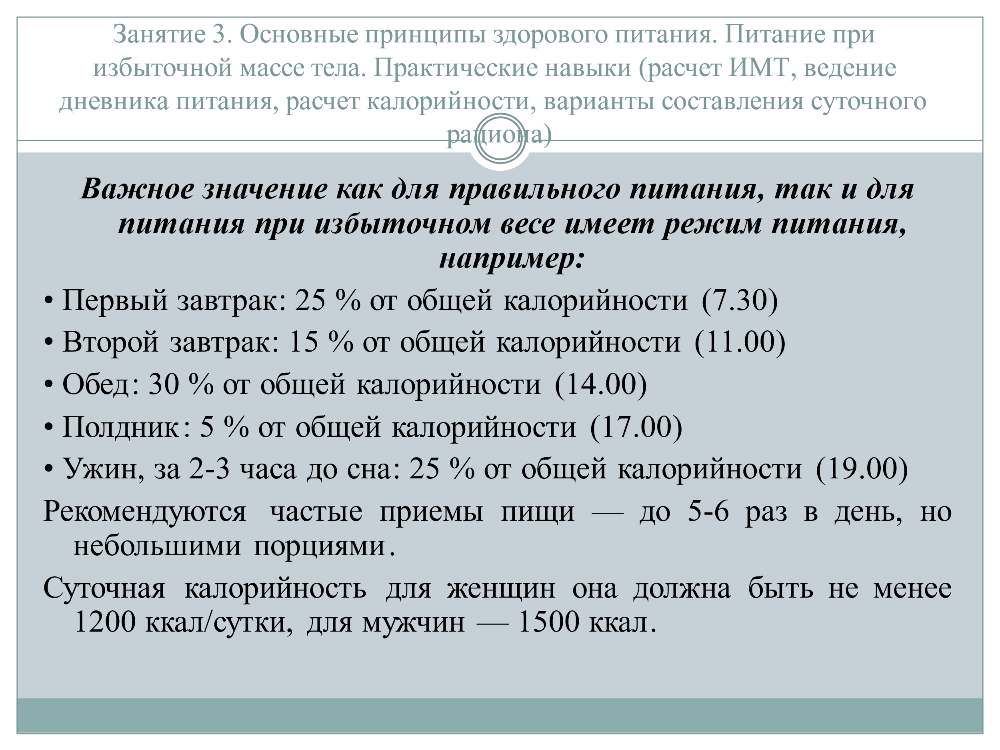 Занятие 3. Основные принципы здорового питания. Питание при
избыточной массе тела. Практические навыки (расчет ИМТ, ведение
дневника питания, расчет калорийности, варианты составления суточного
рациона)
Важное значение как для правильного питания, так и для
питания при избыточном весе имеет режим питания,
например:
• Первый завтрак: 25 % от общей калорийности (7.30)
• Второй завтрак: 15 % от общей калорийности (11.00)
• Обед: 30 % от общей калорийности (14.00)
• Полдник: 5 % от общей калорийности (17.00)
• Ужин, за 2-3 часа до сна: 25 % от общей калорийности (19.00)
Рекомендуются частые приемы пищи — до 5-6 раз в день, но
небольшими порциями.
Суточная калорийность для женщин она должна быть не менее
1200 ккал/сутки, для мужчин — 1500 ккал.